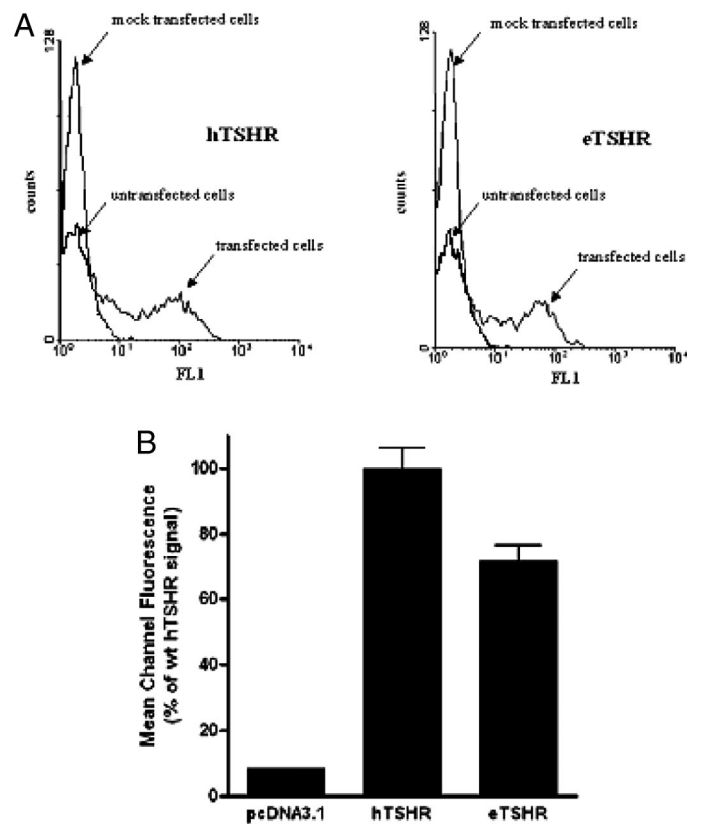 A
128
mock transfected cells
hTSHR
untransfected cells
transfected cells
counts
0
10⁰ 10¹ 10² 10³ 10⁴
FL1
128
mock transfected cells
eTSHR
untransfected cells
transfected cells
counts
0
10⁰ 10¹ 10² 10³ 10⁴
FL1
B
Mean Channel Fluorescence
(% of wt hTSHR signal)
100
80
60
40
20
0
pcDNA3.1 hTSHR eTSHR